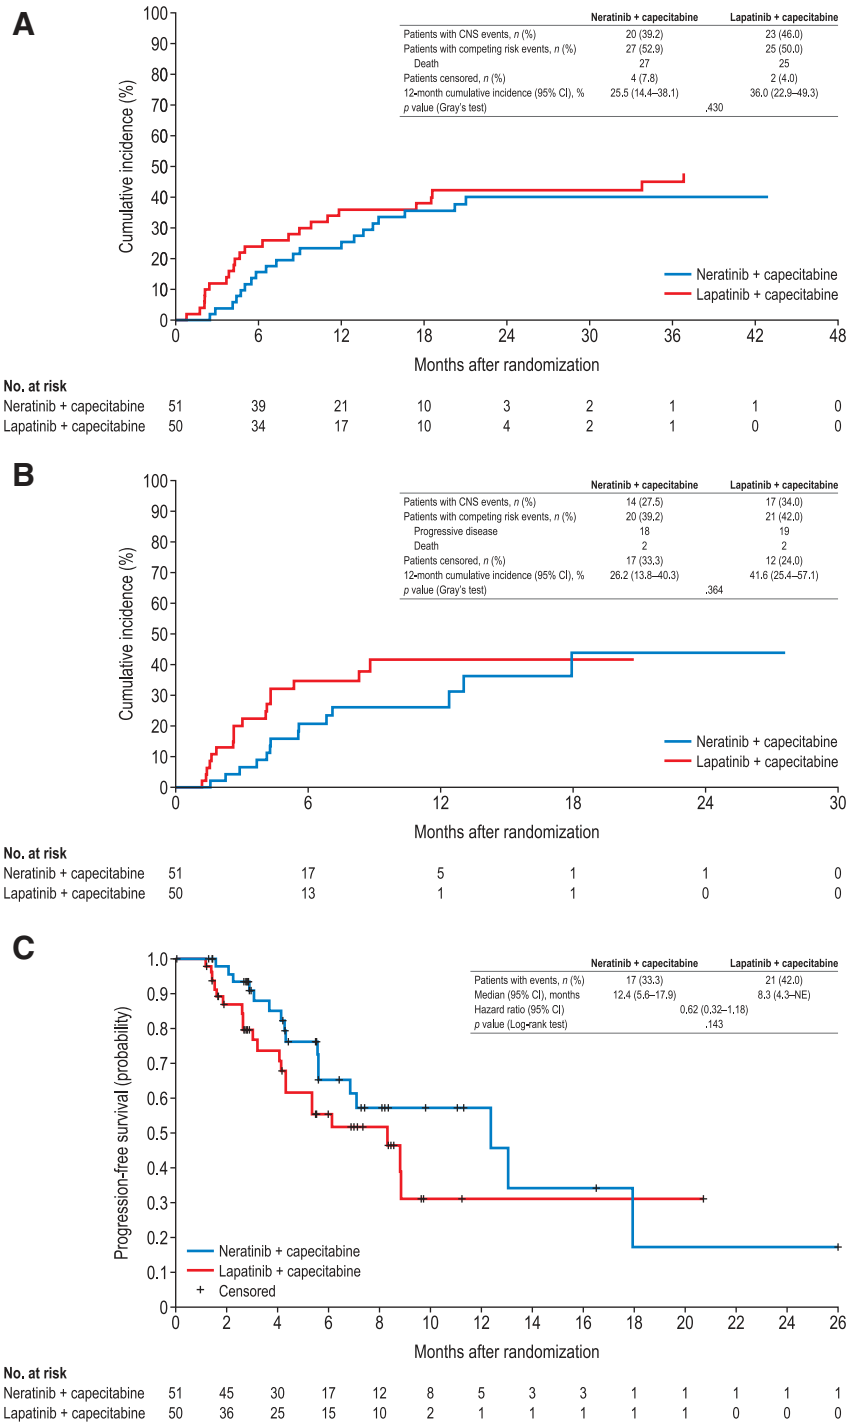 A
100
90
80
70
60
50
40
30
20
10
0
Cumulative incidence (%)
Neratinib + capecitabine Lapatinib + capecitabine
Patients with CNS events, n (%) 20 (39.2) 23 (46.0)
Patients with competing risk events, n (%) 27 (52.9) 25 (50.0)
Death 27 25
Patients censored, n (%) 4 (7.8) 2 (4.0)
12-month cumulative incidence (95% CI), % 25.5 (14.4–38.1) 36.0 (22.9–49.3)
p value (Gray's test) .430
Neratinib + capecitabine
Lapatinib + capecitabine
0 6 12 18 24 30 36 42 48
Months after randomization
No. at risk
Neratinib + capecitabine 51 39 21 10 3 2 1 1 0
Lapatinib + capecitabine 50 34 17 10 4 2 1 0 0
B
100
90
80
70
60
50
40
30
20
10
0
Cumulative incidence (%)
Neratinib + capecitabine Lapatinib + capecitabine
Patients with CNS events, n (%) 14 (27.5) 17 (34.0)
Patients with competing risk events, n (%) 20 (39.2) 21 (42.0)
Progressive disease 18 19
Death 2 2
Patients censored, n (%) 17 (33.3) 12 (24.0)
12-month cumulative incidence (95% CI), % 26.2 (13.8–40.3) 41.6 (25.4–57.1)
p value (Gray's test) .364
Neratinib + capecitabine
Lapatinib + capecitabine
0 6 12 18 24 30
Months after randomization
No. at risk
Neratinib + capecitabine 51 17 5 1 1 0
Lapatinib + capecitabine 50 13 1 1 0 0
C
1.0
0.9
0.8
0.7
0.6
0.5
0.4
0.3
0.2
0.1
0
Progression-free survival (probability)
Neratinib + capecitabine Lapatinib + capecitabine
Patients with events, n (%) 17 (33.3) 21 (42.0)
Median (95% CI), months 12.4 (5.6–17.9) 8.3 (4.3–NE)
Hazard ratio (95% CI) 0.62 (0.32–1.18)
p value (Log-rank test) .143
Neratinib + capecitabine
Lapatinib + capecitabine
+ Censored
0 2 4 6 8 10 12 14 16 18 20 22 24 26
Months after randomization
No. at risk
Neratinib + capecitabine 51 45 30 17 12 8 5 3 3 1 1 1 1 1
Lapatinib + capecitabine 50 36 25 15 10 2 1 1 1 1 1 0 0 0